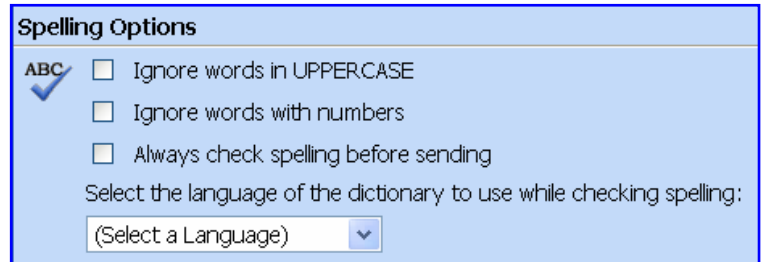 Spelling Options
ABC
Ignore words in UPPERCASE
Ignore words with numbers
Always check spelling before sending
Select the language of the dictionary to use while checking spelling:
(Select a Language)